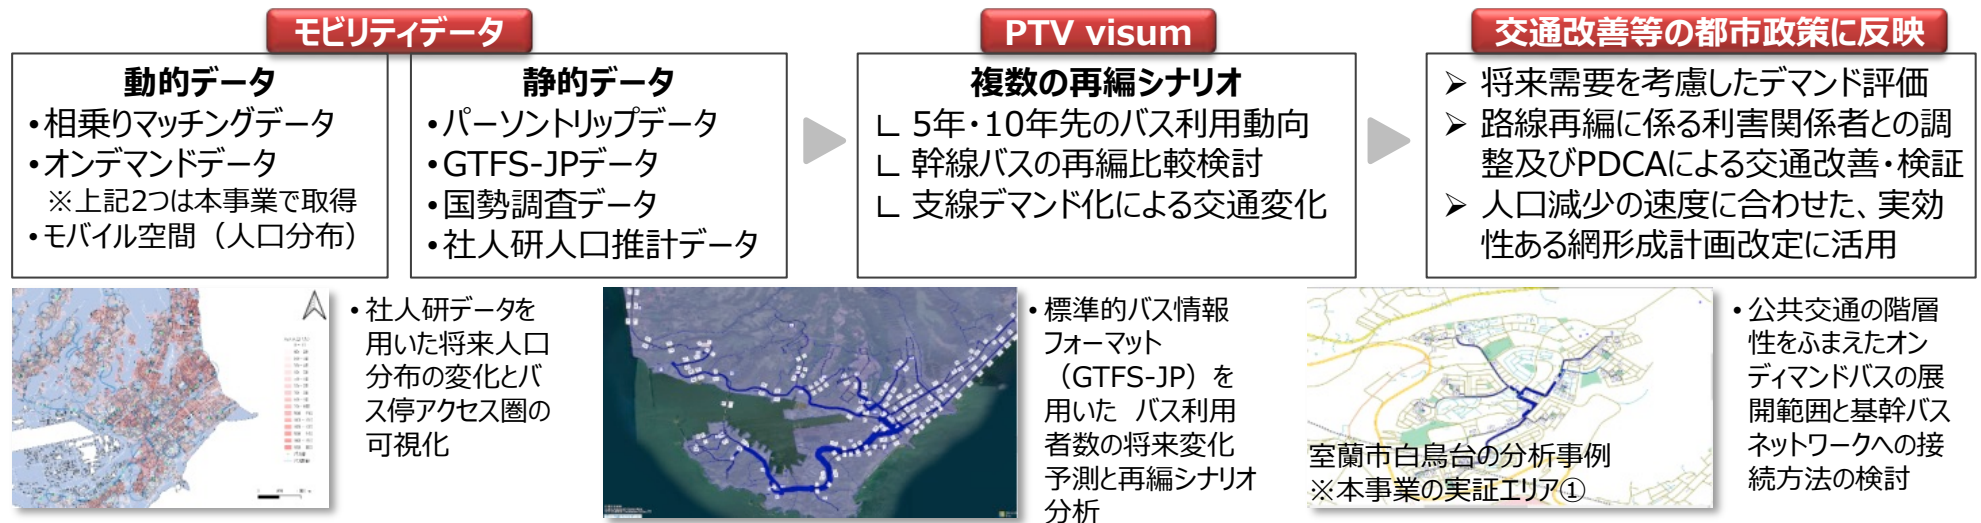 モビリティデータ
動的データ
•相乗りマッチングデータ
•オンデマンドデータ
※上記2つは本事業で取得
•モバイル空間（人口分布）
静的データ
•パーソントリップデータ
•GTFS-JPデータ
•国勢調査データ
•社人研人口推計データ
PTV visum
複数の再編シナリオ
∟ 5年・10年先のバス利用動向
∟ 幹線バスの再編比較検討
∟ 支線デマンド化による交通変化
交通改善等の都市政策に反映
➢ 将来需要を考慮したデマンド評価
➢ 路線再編に係る利害関係者との調
整及びPDCAによる交通改善・検証
➢ 人口減少の速度に合わせた、実効
性ある網形成計画改定に活用
• 社人研データを
用いた将来人口
分布の変化とバ
ス停アクセス圏の
可視化
• 標準的バス情報
フォーマット
（GTFS-JP）を
用いた バス利用
者数の将来変化
予測と再編シナリオ
分析
室蘭市白鳥台の分析事例
※本事業の実証エリア①
• 公共交通の階層
性をふまえたオン
ディマンドバスの展
開範囲と基幹バス
ネットワークへの接
続方法の検討